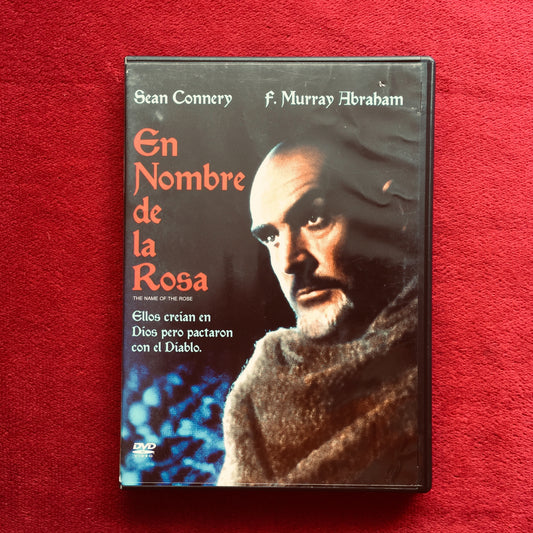 Sean Connery F. Murray Abraham
En
Nombre
de
la
Rosa
THE NAME OF THE ROSE
Ellos creían en
Dios pero pactaron
con el Diablo.
DVD
VIDEO